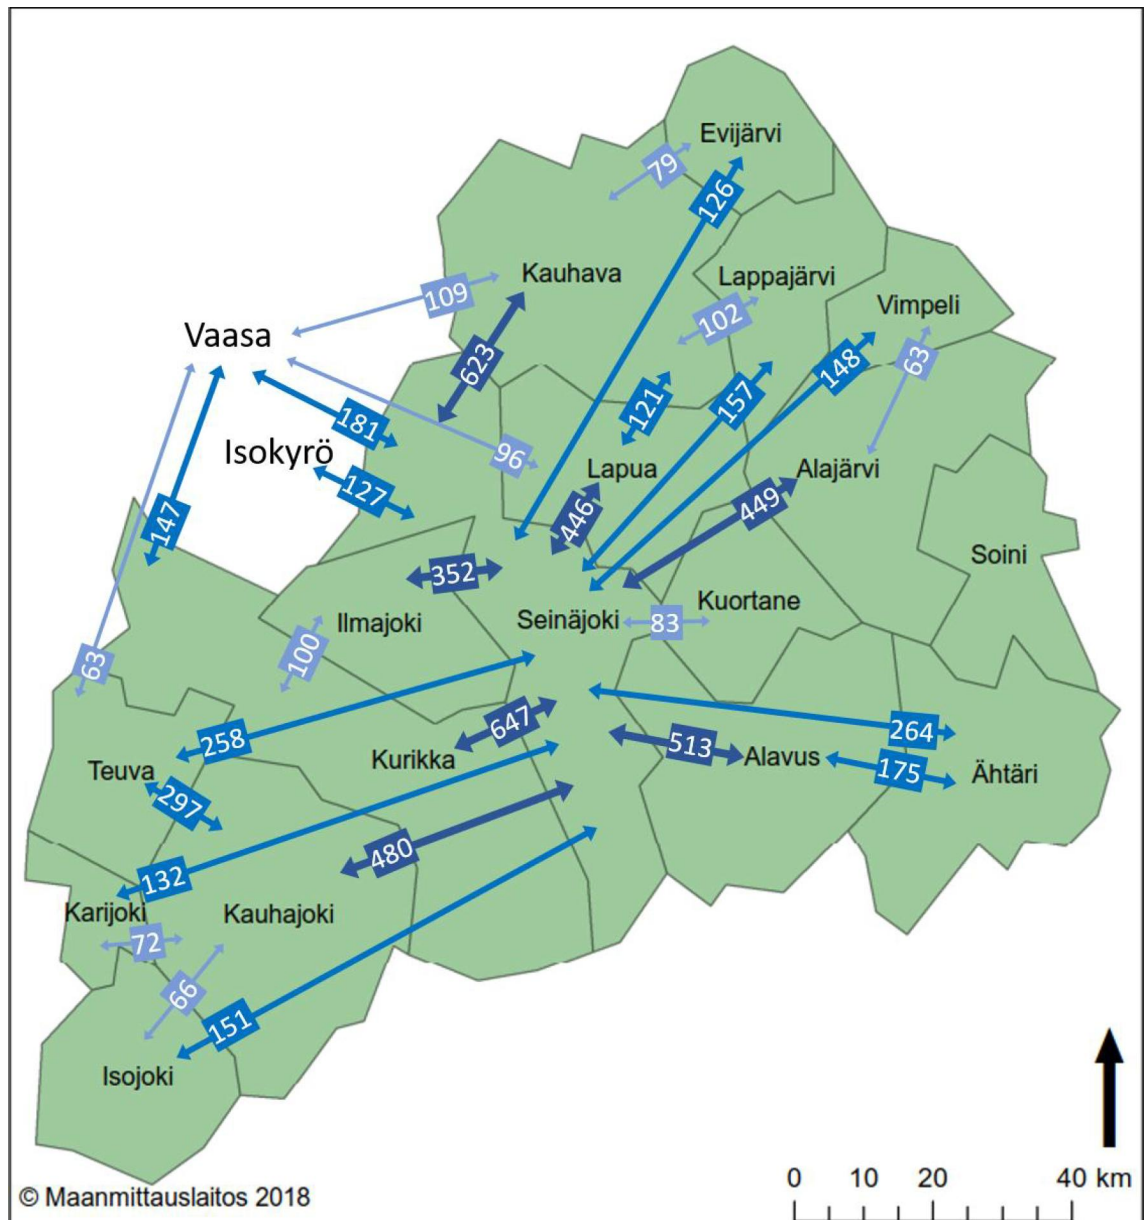 Evijärvi
79
126
Kauhava
Lappajärvi
109
102
Vimpeli
Vaasa
623
148
63
121
157
181
Isokyrö
96
Lapua
Alajärvi
127
446
449
147
352
Soini
Ilmajoki
Seinäjoki
83
Kuortane
100
63
258
647
264
513
Teuva
Kurikka
Alavus
175
Ähtäri
297
480
132
Karijoki
Kauhajoki
72
66
151
Isojoki
0 10 20 40 km
© Maanmittauslaitos 2018